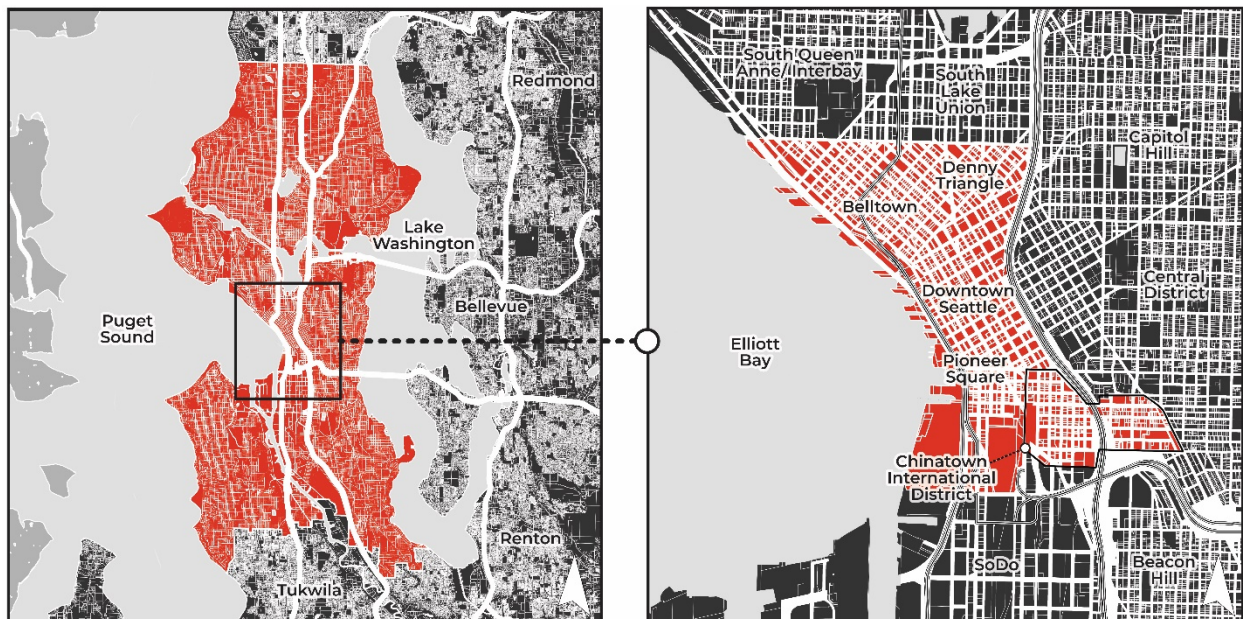 Redmond
Lake
Washington
Bellevue
Puget
Sound
Renton
Tukwila
South Queen
Anne/Interbay
South
Lake
Union
Capitol
Hill
Denny
Triangle
Belltown
Central
District
Downtown
Seattle
Elliott
Bay
Pioneer
Square
Chinatown
International
District
SoDo
Beacon
Hill